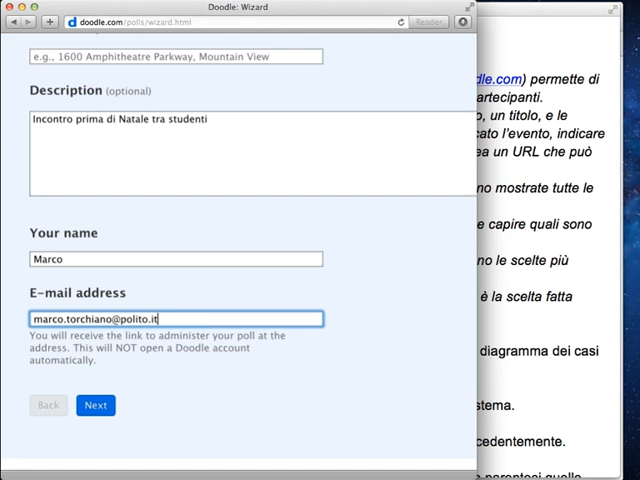 Doodle: Wizard
doodle.com/polls/wizard.html
Reader
e.g., 1600 Amphitheatre Parkway, Mountain View
Description (optional)
Incontro prima di Natale tra studenti
Your name
Marco
E-mail address
marco.torchiano@polito.it
You will receive the link to administer your poll at the
address. This will NOT open a Doodle account
automatically.
Back
Next
dle.com) permette di
artecipanti.
o, un titolo, e le
cato l'evento, indicare
ea un URL che può
no mostrate tutte le
e capire quali sono
no le scelte più
è la scelta fatta
diagramma dei casi
stema.
cedentemente.